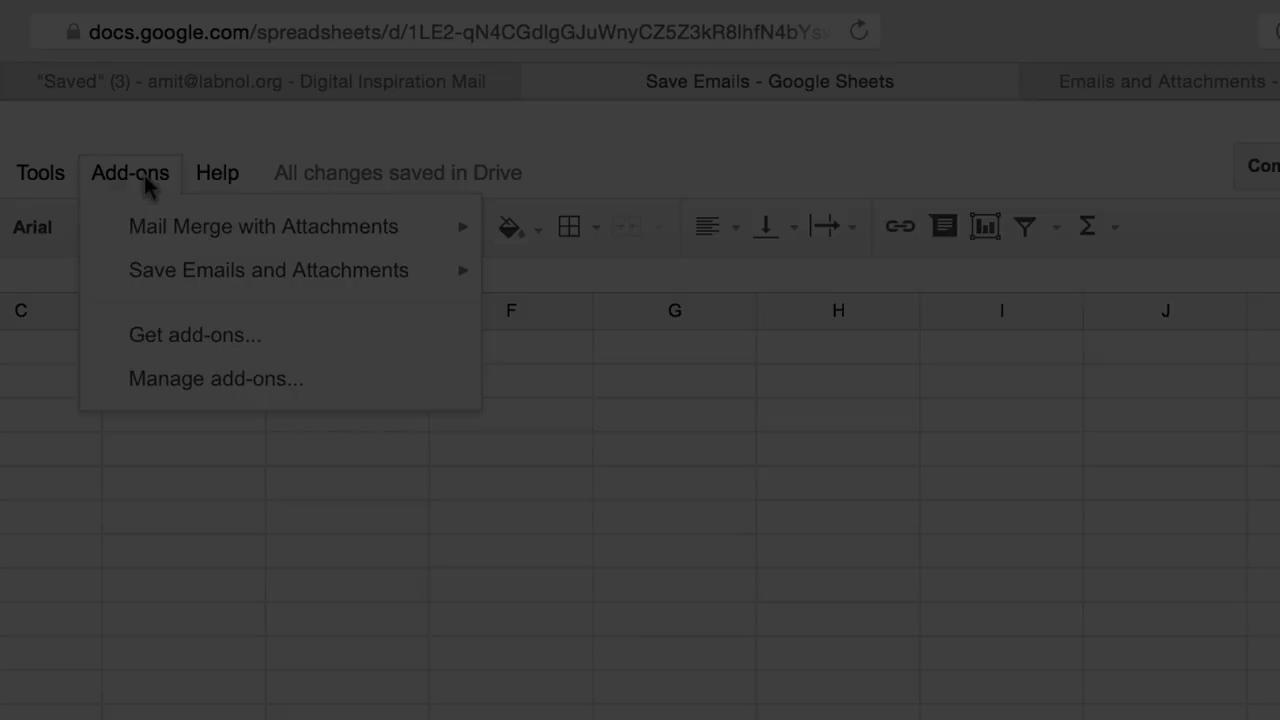 docs.google.com/spreadsheets/d/1LE2-qN4CGdlgGJuWnyCZ5Z3kR8lhfN4bYsv
"Saved" (3) - amit@labnol.org - Digital Inspiration Mail
Save Emails - Google Sheets
Emails and Attachments -
Tools Add-ons Help All changes saved in Drive
Arial
Mail Merge with Attachments
Save Emails and Attachments
Get add-ons...
Manage add-ons...
C F G H I J